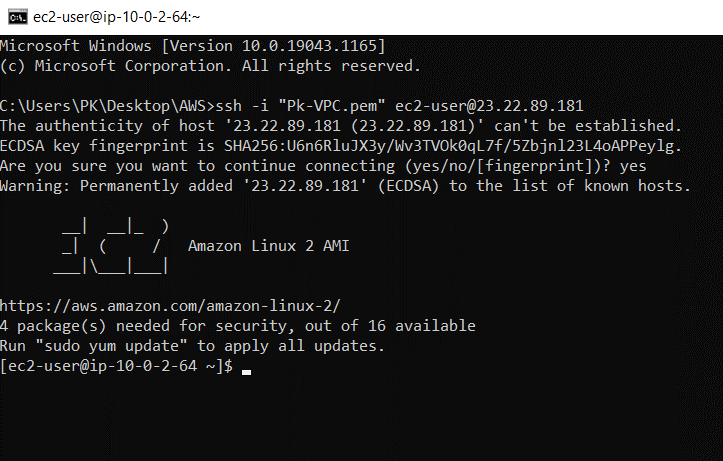 ec2-user@ip-10-0-2-64:~
Microsoft Windows [Version 10.0.19043.1165]
(c) Microsoft Corporation. All rights reserved.
C:\Users\PK\Desktop\AWS>ssh -i "Pk-VPC.pem" ec2-user@23.22.89.181
The authenticity of host '23.22.89.181 (23.22.89.181)' can't be established.
ECDSA key fingerprint is SHA256:U6n6RluJX3y/Wv3TVOk0qL7f/5Zbjnl23L4oAPPeylg.
Are you sure you want to continue connecting (yes/no/[fingerprint])? yes
Warning: Permanently added '23.22.89.181' (ECDSA) to the list of known hosts.
       __|  __|_  )
       _|  (     /   Amazon Linux 2 AMI
      ___|\___|___|
https://aws.amazon.com/amazon-linux-2/
4 package(s) needed for security, out of 16 available
Run "sudo yum update" to apply all updates.
[ec2-user@ip-10-0-2-64 ~]$